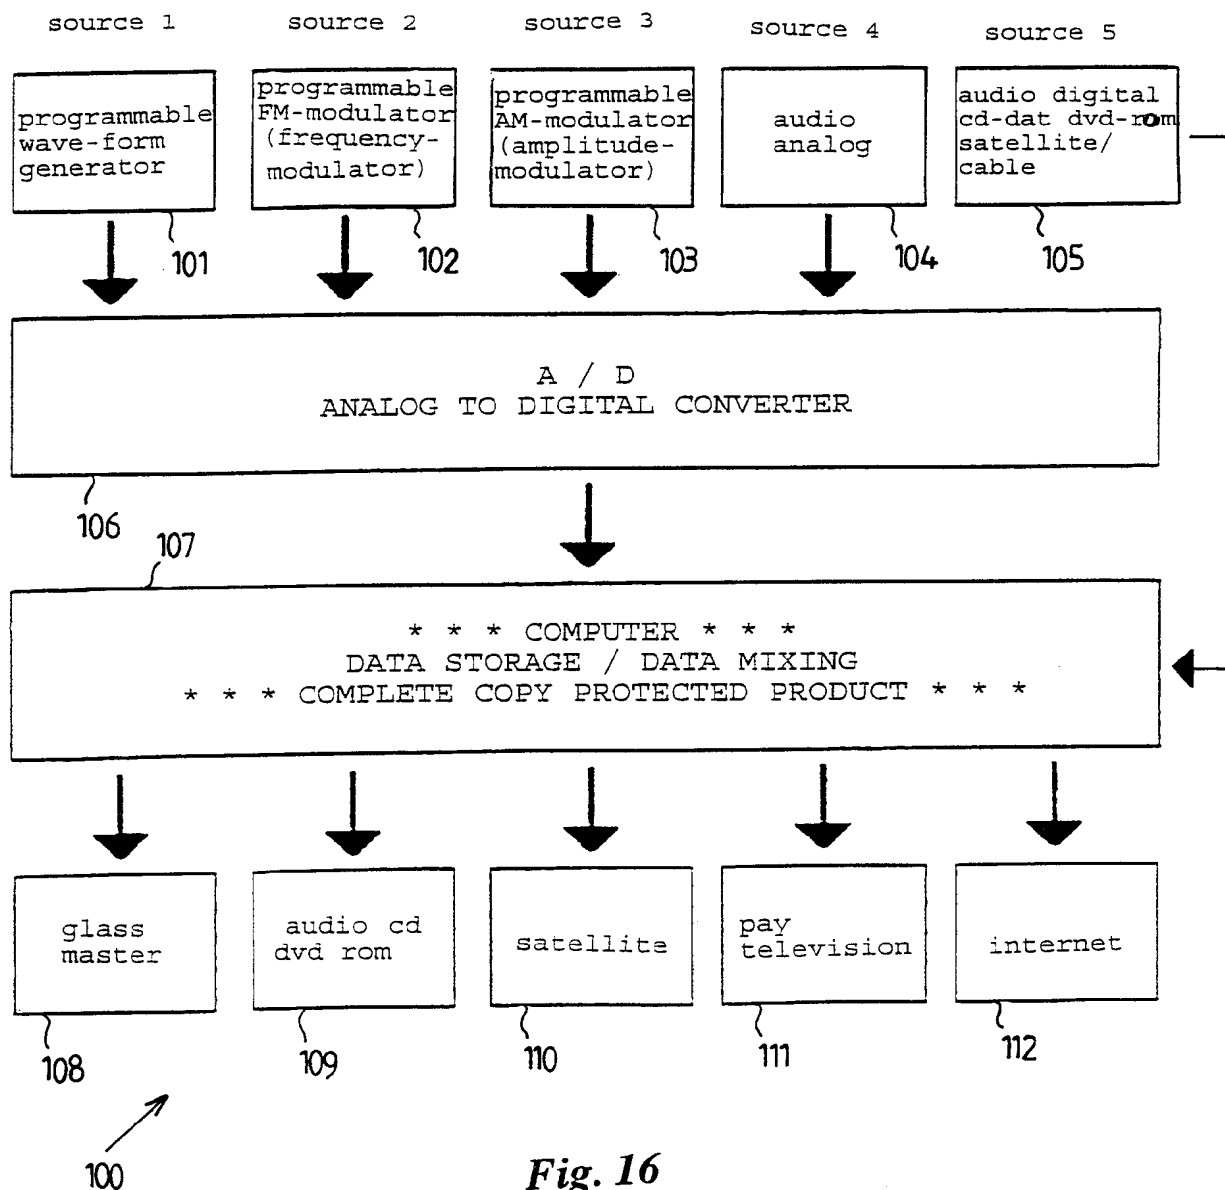 source 1
source 2
source 3
source 4
source 5
programmable
wave-form
generator
programmable
FM-modulator
(frequency-
modulator)
programmable
AM-modulator
(amplitude-
modulator)
audio
analog
audio digital
cd-dat dvd-rom
satellite/
cable
101
102
103
104
105
A / D
ANALOG TO DIGITAL CONVERTER
106
107
* * * COMPUTER * * *
DATA STORAGE / DATA MIXING
* * * COMPLETE COPY PROTECTED PRODUCT * * *
glass
master
audio cd
dvd rom
satellite
pay
television
internet
108
109
110
111
112
100
Fig. 16